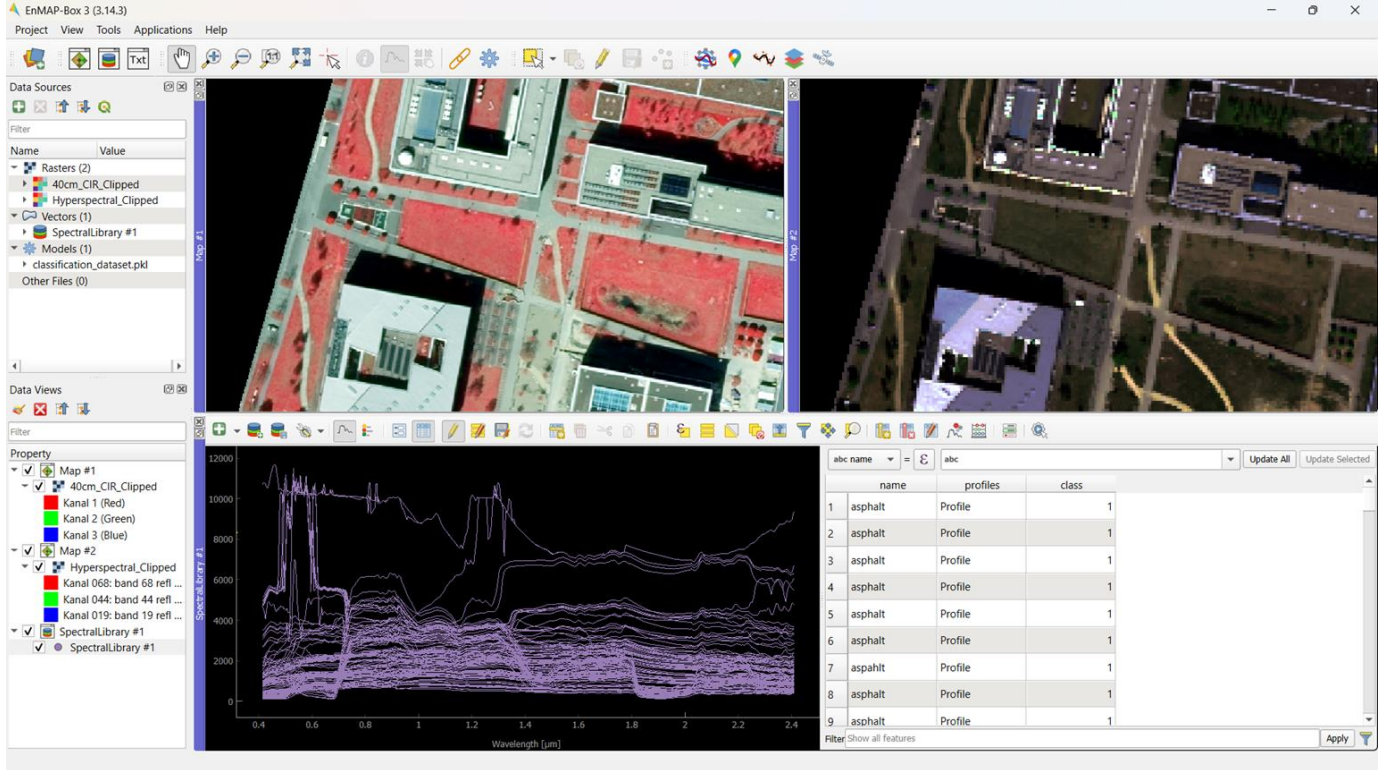 EnMAP-Box 3 (3.14.3)
Project View Tools Applications Help
Txt
Data Sources
Filter
Name Value
Rasters (2)
40cm_CIR_Clipped
Hyperspectral_Clipped
Vectors (1)
SpectralLibrary #1
Models (1)
classification_dataset.pkl
Other Files (0)
Map #1
Map #2
Data Views
Filter
Property
Map #1
40cm_CIR_Clipped
Kanal 1 (Red)
Kanal 2 (Green)
Kanal 3 (Blue)
Map #2
Hyperspectral_Clipped
Kanal 068: band 68 refl ...
Kanal 044: band 44 refl ...
Kanal 019: band 19 refl ...
SpectralLibrary #1
SpectralLibrary #1
SpectralLibrary #1
12000
10000
8000
6000
4000
2000
0
0.4 0.6 0.8 1 1.2 1.4 1.6 1.8 2 2.2 2.4
Wavelength [µm]
abc name = ε abc Update All Update Selected
name profiles class
1 asphalt Profile 1
2 asphalt Profile 1
3 asphalt Profile 1
4 asphalt Profile 1
5 asphalt Profile 1
6 asphalt Profile 1
7 aspahlt Profile 1
8 asphalt Profile 1
9 asphalt Profile 1
Filter Show all features Apply